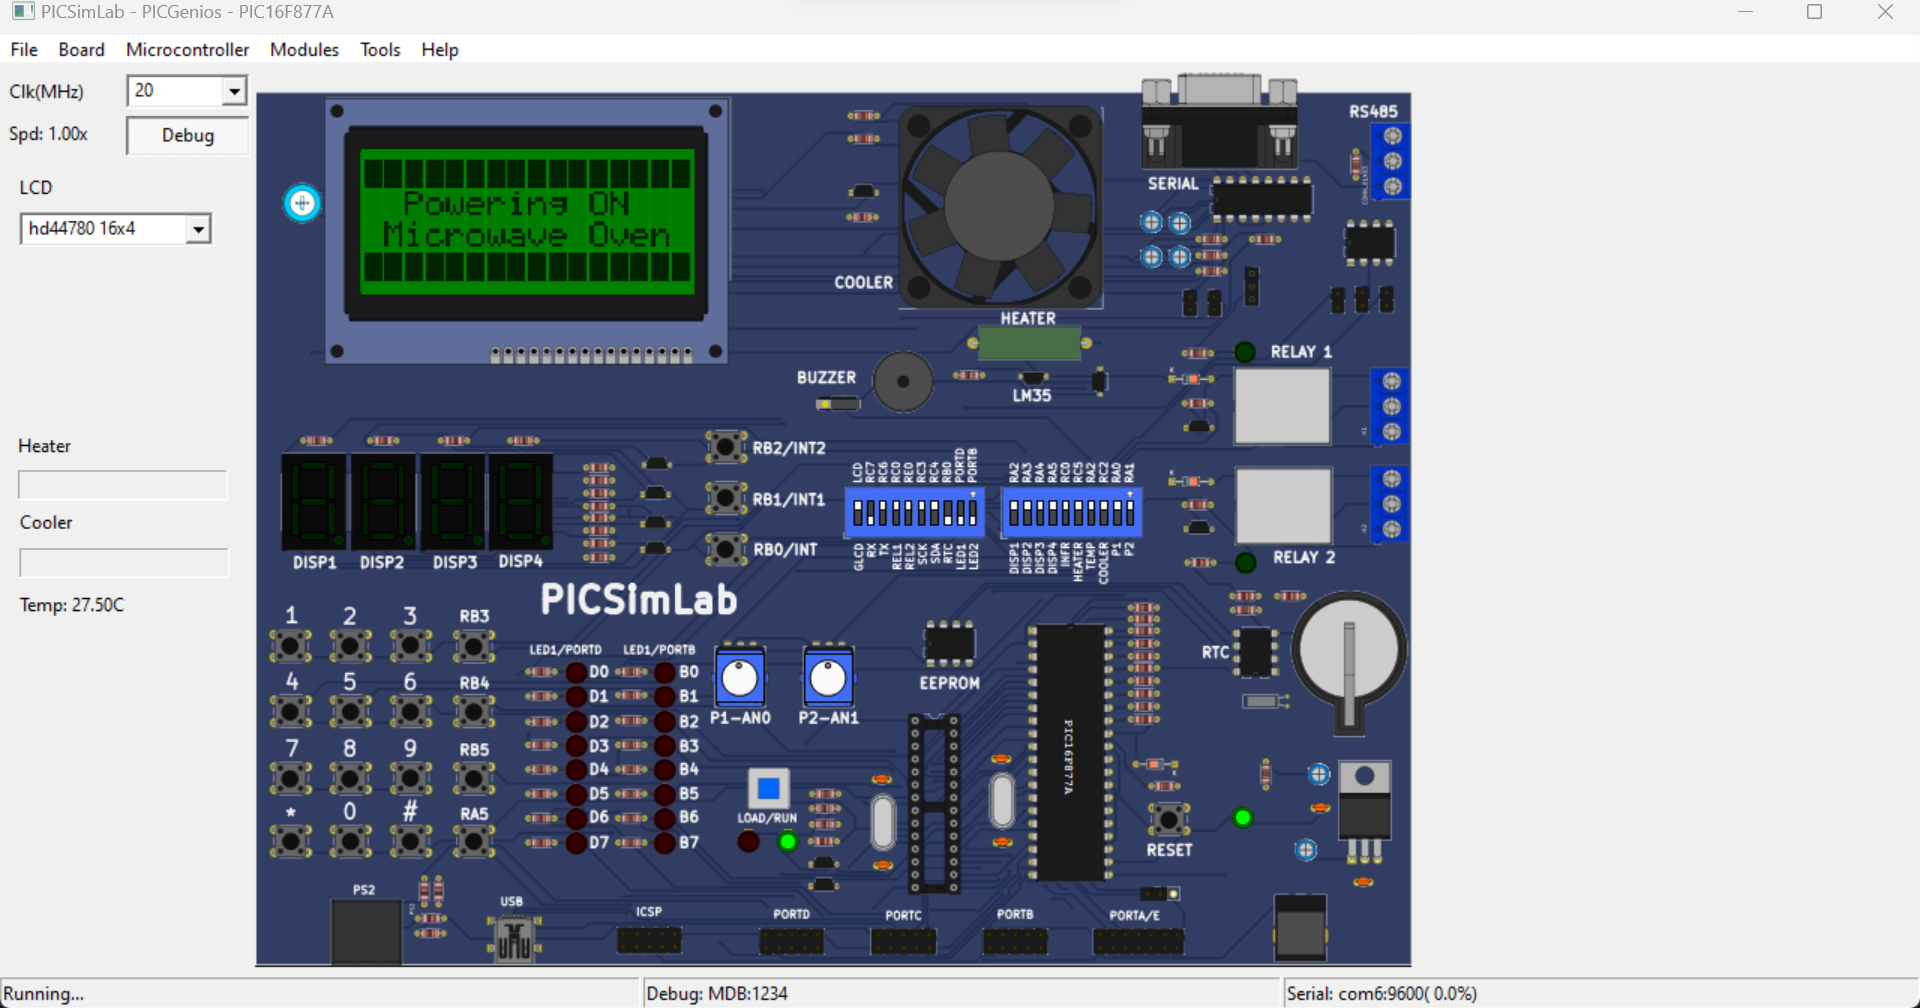 PICSimLab - PICGenios - PIC16F877A
File Board Microcontroller Modules Tools Help
Clk(MHz) 20
Spd: 1.00x Debug
LCD
hd44780 16x4
Heater
Cooler
Temp: 27.50C
Powering ON
Microwave Oven
COOLER
SERIAL
RS485
HEATER
BUZZER
LM35
RELAY 1
RELAY 2
RB2/INT2
RB1/INT1
RB0/INT
LCD RC7 RC6 RC0 RE0 RC3 RC4 RB0 PORTD PORTB
GLCD RX TX REL1 REL2 SCK SDA RTC LED1 LED2
RA2 RA3 RA4 RA5 RC0 RC5 RA2 RC2 RA0 RA1
DISP1 DISP2 DISP3 DISP4 INFR HEATER TEMP COOLER P1 P2
DISP1 DISP2 DISP3 DISP4
PICSimLab
1 2 3 RB3
4 5 6 RB4
7 8 9 RB5
* 0 # RA5
LED1/PORTD LED1/PORTB
D0 B0
D1 B1
D2 B2
D3 B3
D4 B4
D5 B5
D6 B6
D7 B7
P1-AN0 P2-AN1
EEPROM
RTC
PIC16F877A
LOAD/RUN
RESET
PS2
USB
ICSP
PORTD
PORTC
PORTB
PORTA/E
Running...
Debug: MDB:1234
Serial: com6:9600( 0.0%)